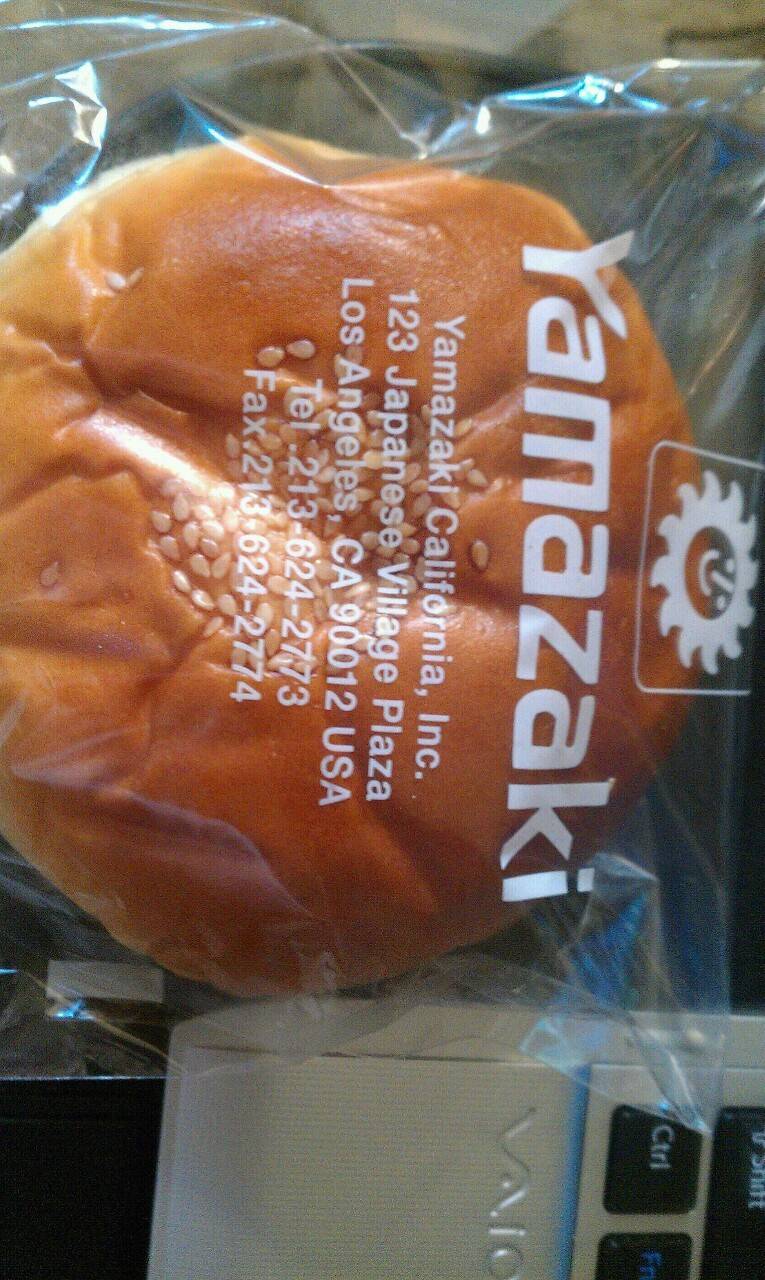 Yamazaki
Yamazaki California, Inc.
123 Japanese Village Plaza
Los Angeles, CA 90012 USA
Tel 213-624-2773
Fax 213-624-2774
Shift
Ctrl
Fn
VAIO